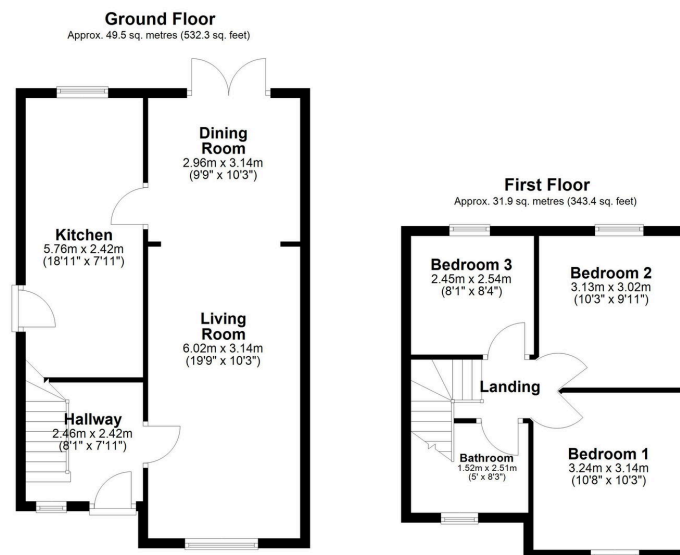 Ground Floor
Approx. 49.5 sq. metres (532.3 sq. feet)
Dining
Room
2.96m x 3.14m
(9'9" x 10'3")
Kitchen
5.76m x 2.42m
(18'11" x 7'11")
Living
Room
6.02m x 3.14m
(19'9" x 10'3")
Hallway
2.46m x 2.42m
(8'1" x 7'11")
First Floor
Approx. 31.9 sq. metres (343.4 sq. feet)
Bedroom 3
2.45m x 2.54m
(8'1" x 8'4")
Bedroom 2
3.13m x 3.02m
(10'3" x 9'11")
Landing
Bathroom
1.52m x 2.51m
(5' x 8'3")
Bedroom 1
3.24m x 3.14m
(10'8" x 10'3")